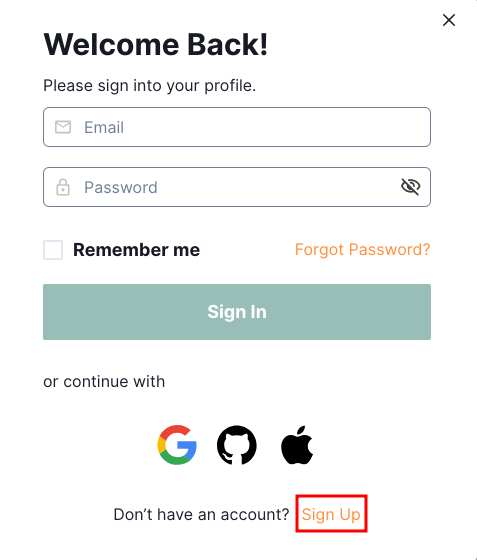 Welcome Back!
Please sign into your profile.
Email
Password
Remember me Forgot Password?
Sign In
or continue with
Don’t have an account? Sign Up